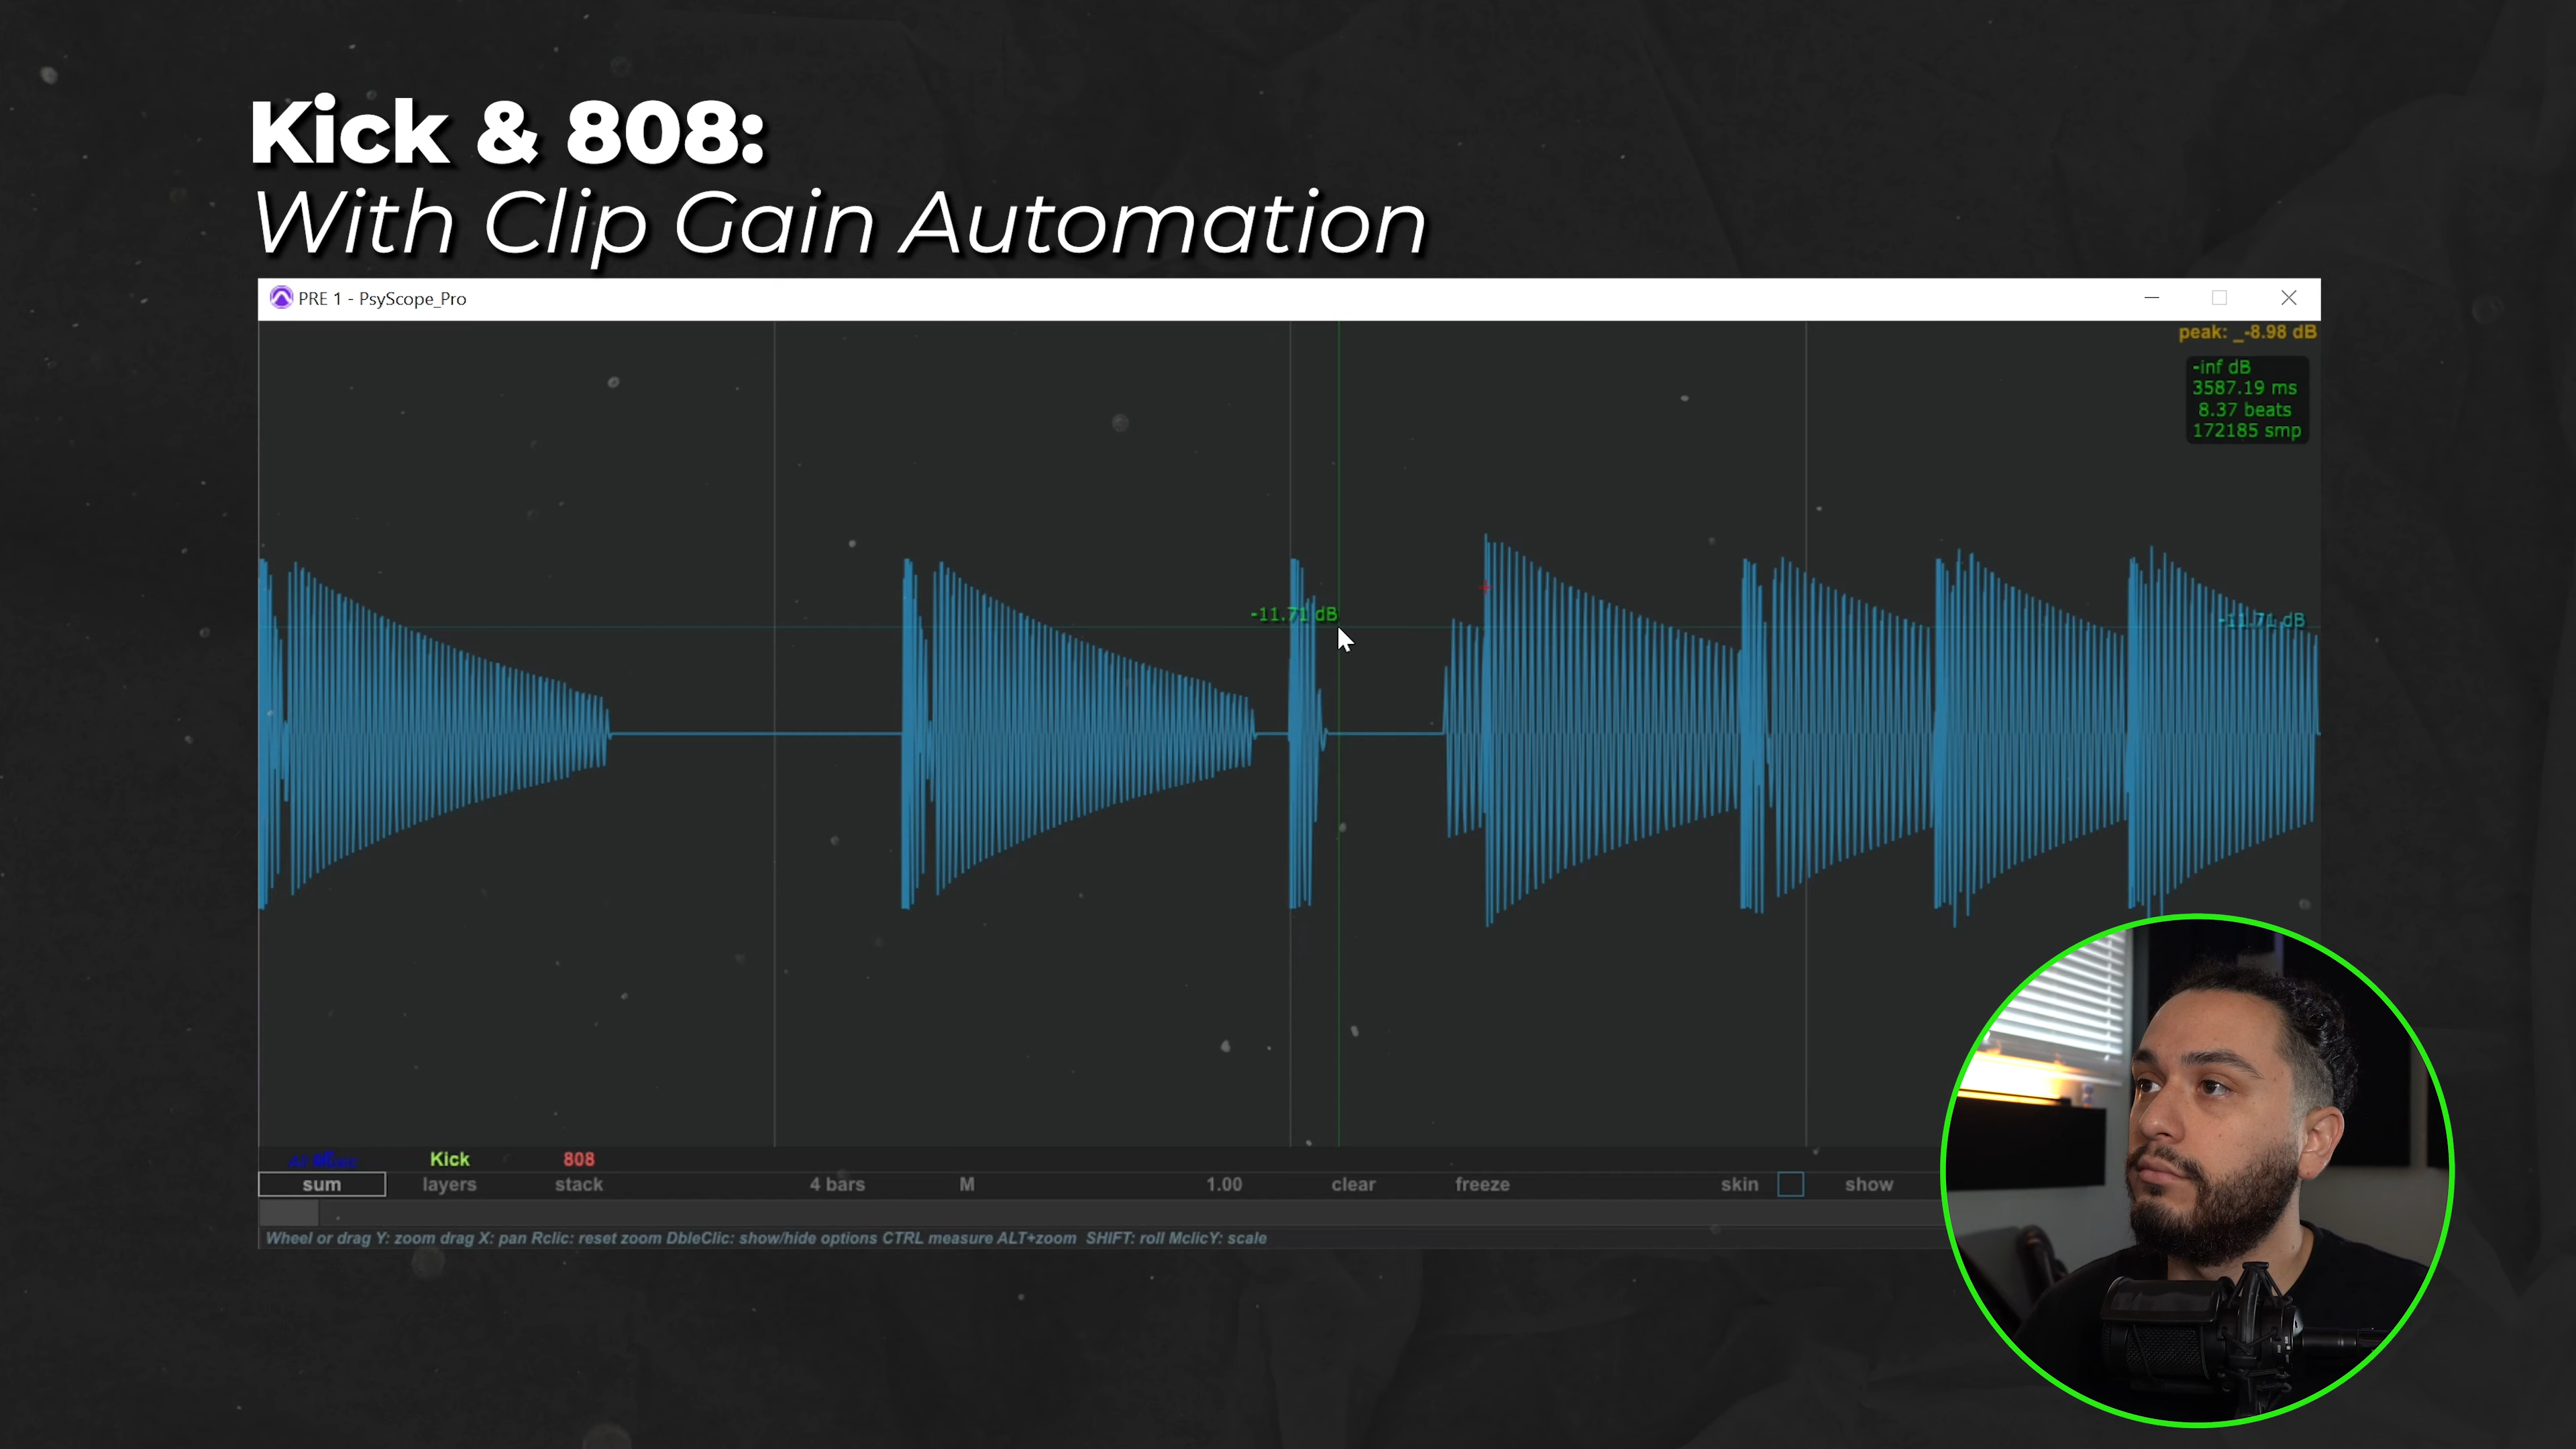 Kick & 808:
With Clip Gain Automation
PRE 1 - PsyScope_Pro
peak: _-8.98 dB
-inf dB
3587.19 ms
8.37 beats
172185 smp
-11.71 dB
-11.71 dB
Kick 808
sum layers stack 4 bars M 1.00 clear freeze skin show
Wheel or drag Y: zoom drag X: pan Rclic: reset zoom DbleClic: show/hide options CTRL measure ALT+zoom SHIFT: roll MclicY: scale